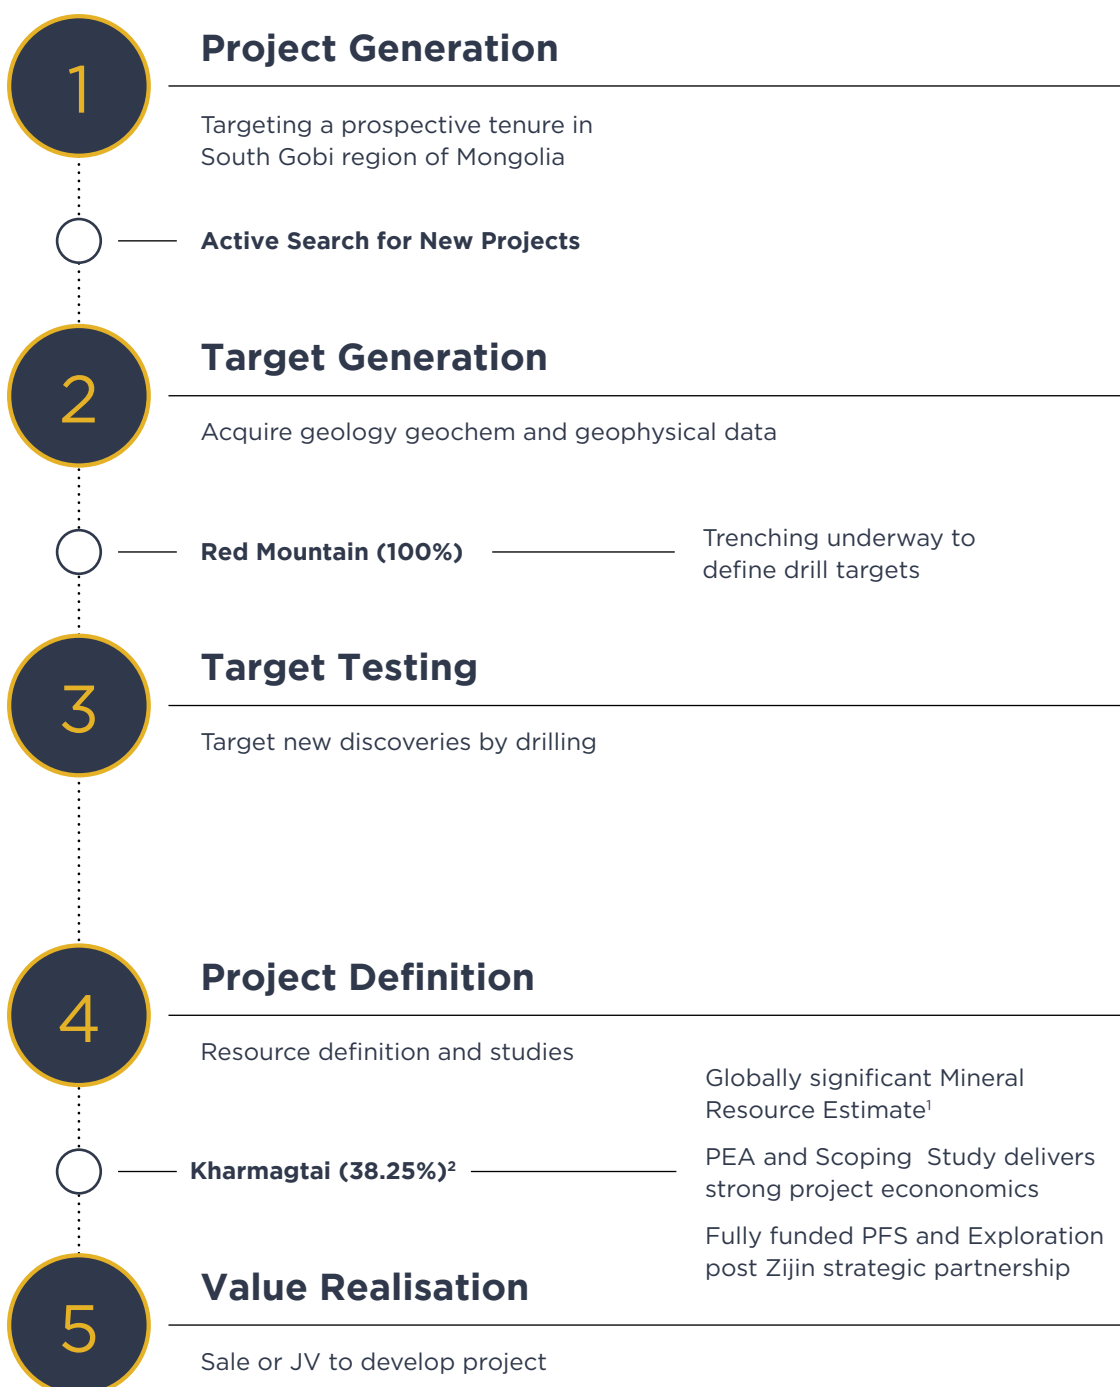 1
Project Generation
Targeting a prospective tenure in
South Gobi region of Mongolia
Active Search for New Projects
2
Target Generation
Acquire geology geochem and geophysical data
Red Mountain (100%)
Trenching underway to
define drill targets
3
Target Testing
Target new discoveries by drilling
4
Project Definition
Resource definition and studies
Kharmagtai (38.25%)²
Globally significant Mineral
Resource Estimate¹
PEA and Scoping  Study delivers
strong project econonomics
Fully funded PFS and Exploration
post Zijin strategic partnership
5
Value Realisation
Sale or JV to develop project